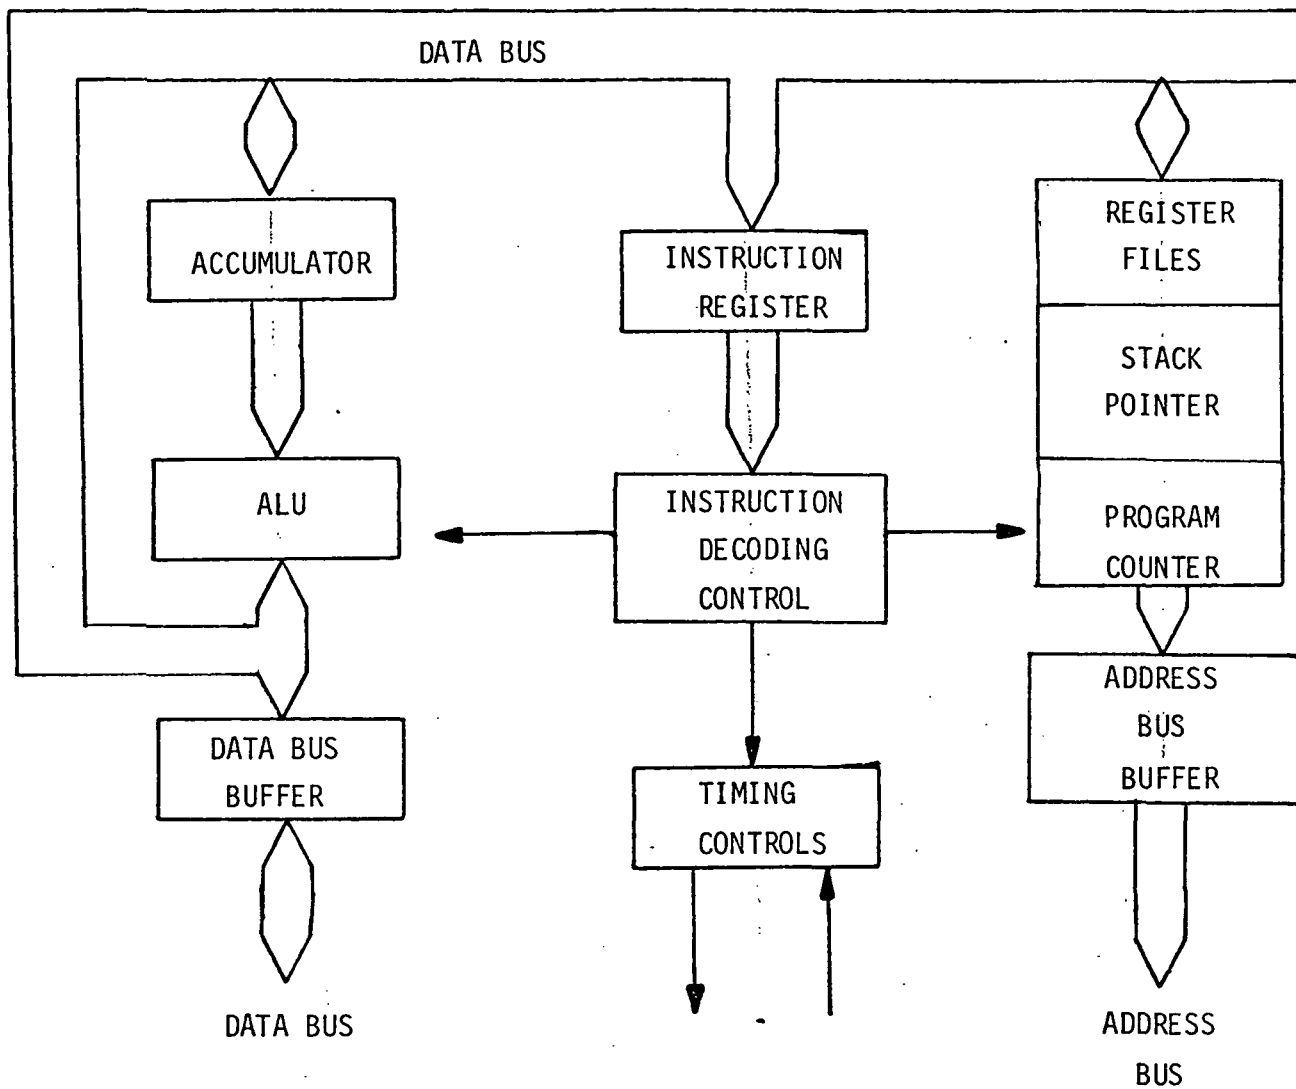 DATA BUS
ACCUMULATOR
ALU
DATA BUS
BUFFER
DATA BUS
INSTRUCTION
REGISTER
INSTRUCTION
DECODING
CONTROL
TIMING
CONTROLS
REGISTER
FILES
STACK
POINTER
PROGRAM
COUNTER
ADDRESS
BUS
BUFFER
ADDRESS
BUS